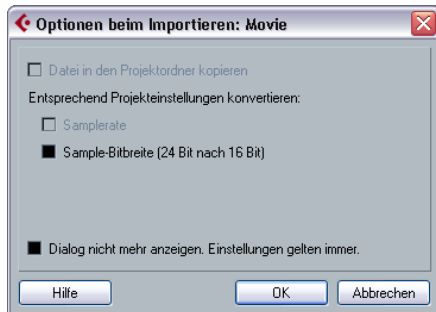 Optionen beim Importieren: Movie
Datei in den Projektordner kopieren
Entsprechend Projekteinstellungen konvertieren:
Samplerate
Sample-Bitbreite (24 Bit nach 16 Bit)
Dialog nicht mehr anzeigen. Einstellungen gelten immer.
Hilfe OK Abbrechen